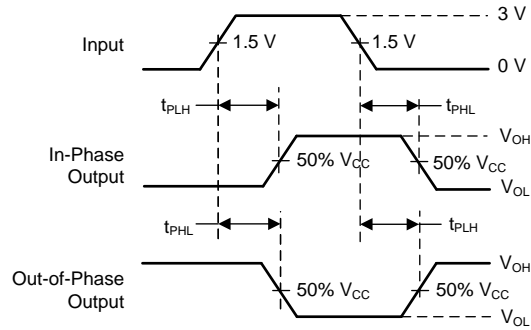 3 V
Input
1.5 V
1.5 V
0 V
tPLH
tPHL
VOH
In-Phase
Output
50% VCC
50% VCC
VOL
tPHL
tPLH
VOH
Out-of-Phase
Output
50% VCC
50% VCC
VOL